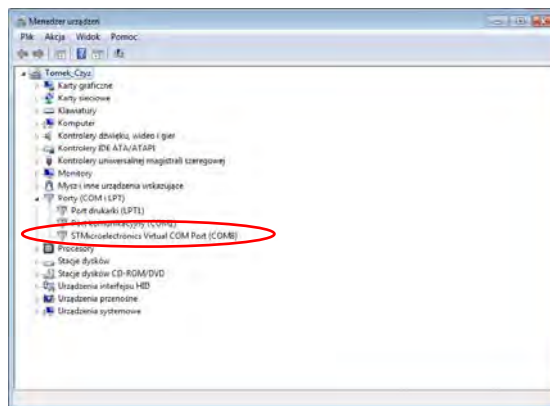 Menedżer urządzeń
Plik Akcja Widok Pomoc
Tomek_Czyz
Karty graficzne
Karty sieciowe
Klawiatury
Komputer
Kontrolery dźwięku, wideo i gier
Kontrolery IDE ATA/ATAPI
Kontrolery uniwersalnej magistrali szeregowej
Monitory
Mysz i inne urządzenia wskazujące
Porty (COM i LPT)
Port drukarki (LPT1)
Port komunikacyjny
STMicroelectronics Virtual COM Port (COM8)
Procesory
Stacje dysków
Stacje dysków CD-ROM/DVD
Urządzenia interfejsu HID
Urządzenia przenośne
Urządzenia systemowe